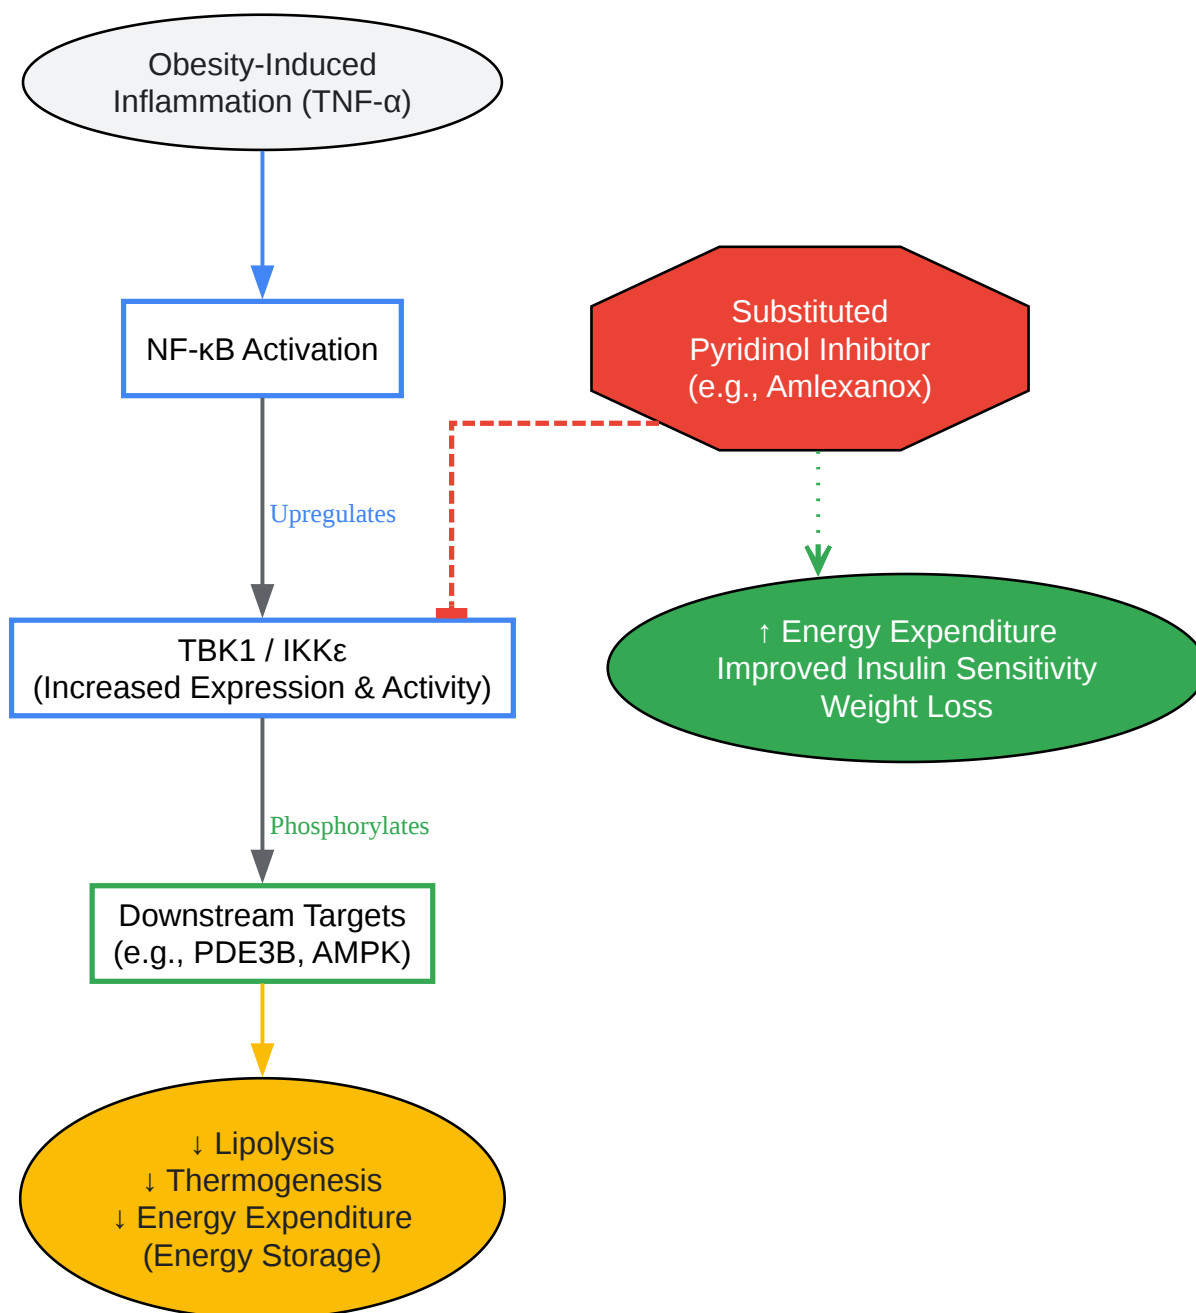 Obesity-Induced
Inflammation (TNF-α)
NF-κB Activation
Substituted
Pyridinol Inhibitor
(e.g., Amlexanox)
Upregulates
TBK1 / IKKε
(Increased Expression & Activity)
↑ Energy Expenditure
Improved Insulin Sensitivity
Weight Loss
Phosphorylates
Downstream Targets
(e.g., PDE3B, AMPK)
↓ Lipolysis
↓ Thermogenesis
↓ Energy Expenditure
(Energy Storage)